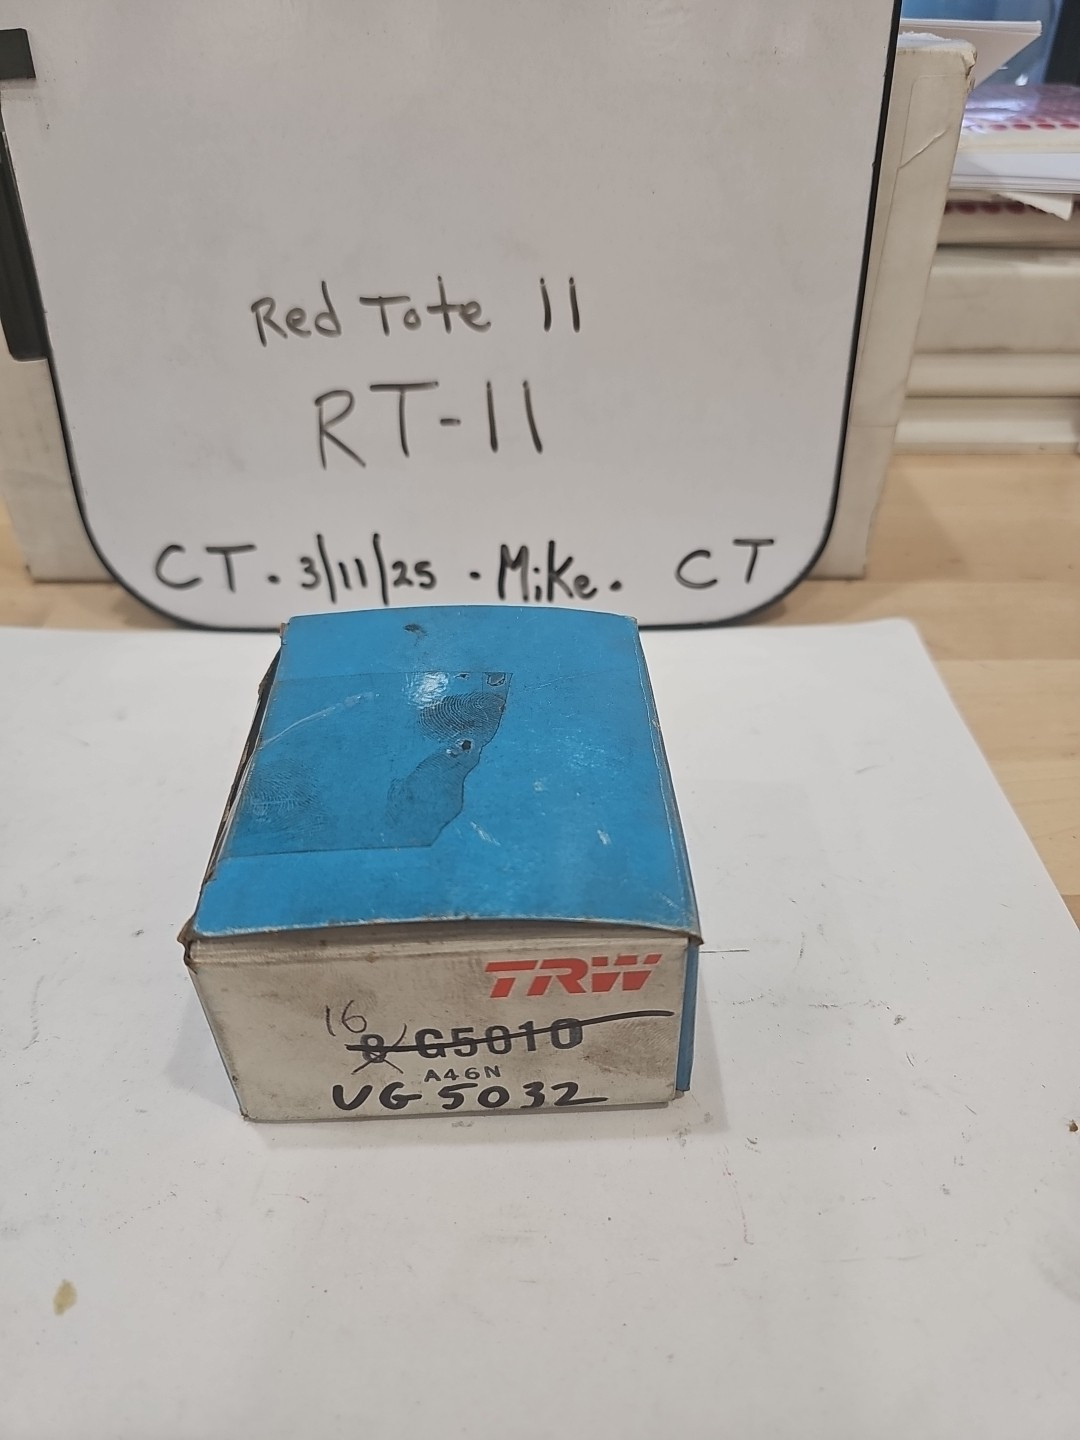 Red Tote 11
RT-11
CT. 3/11/25 . Mike. CT
TRW
16
8 G5010
A46N
VG 5032